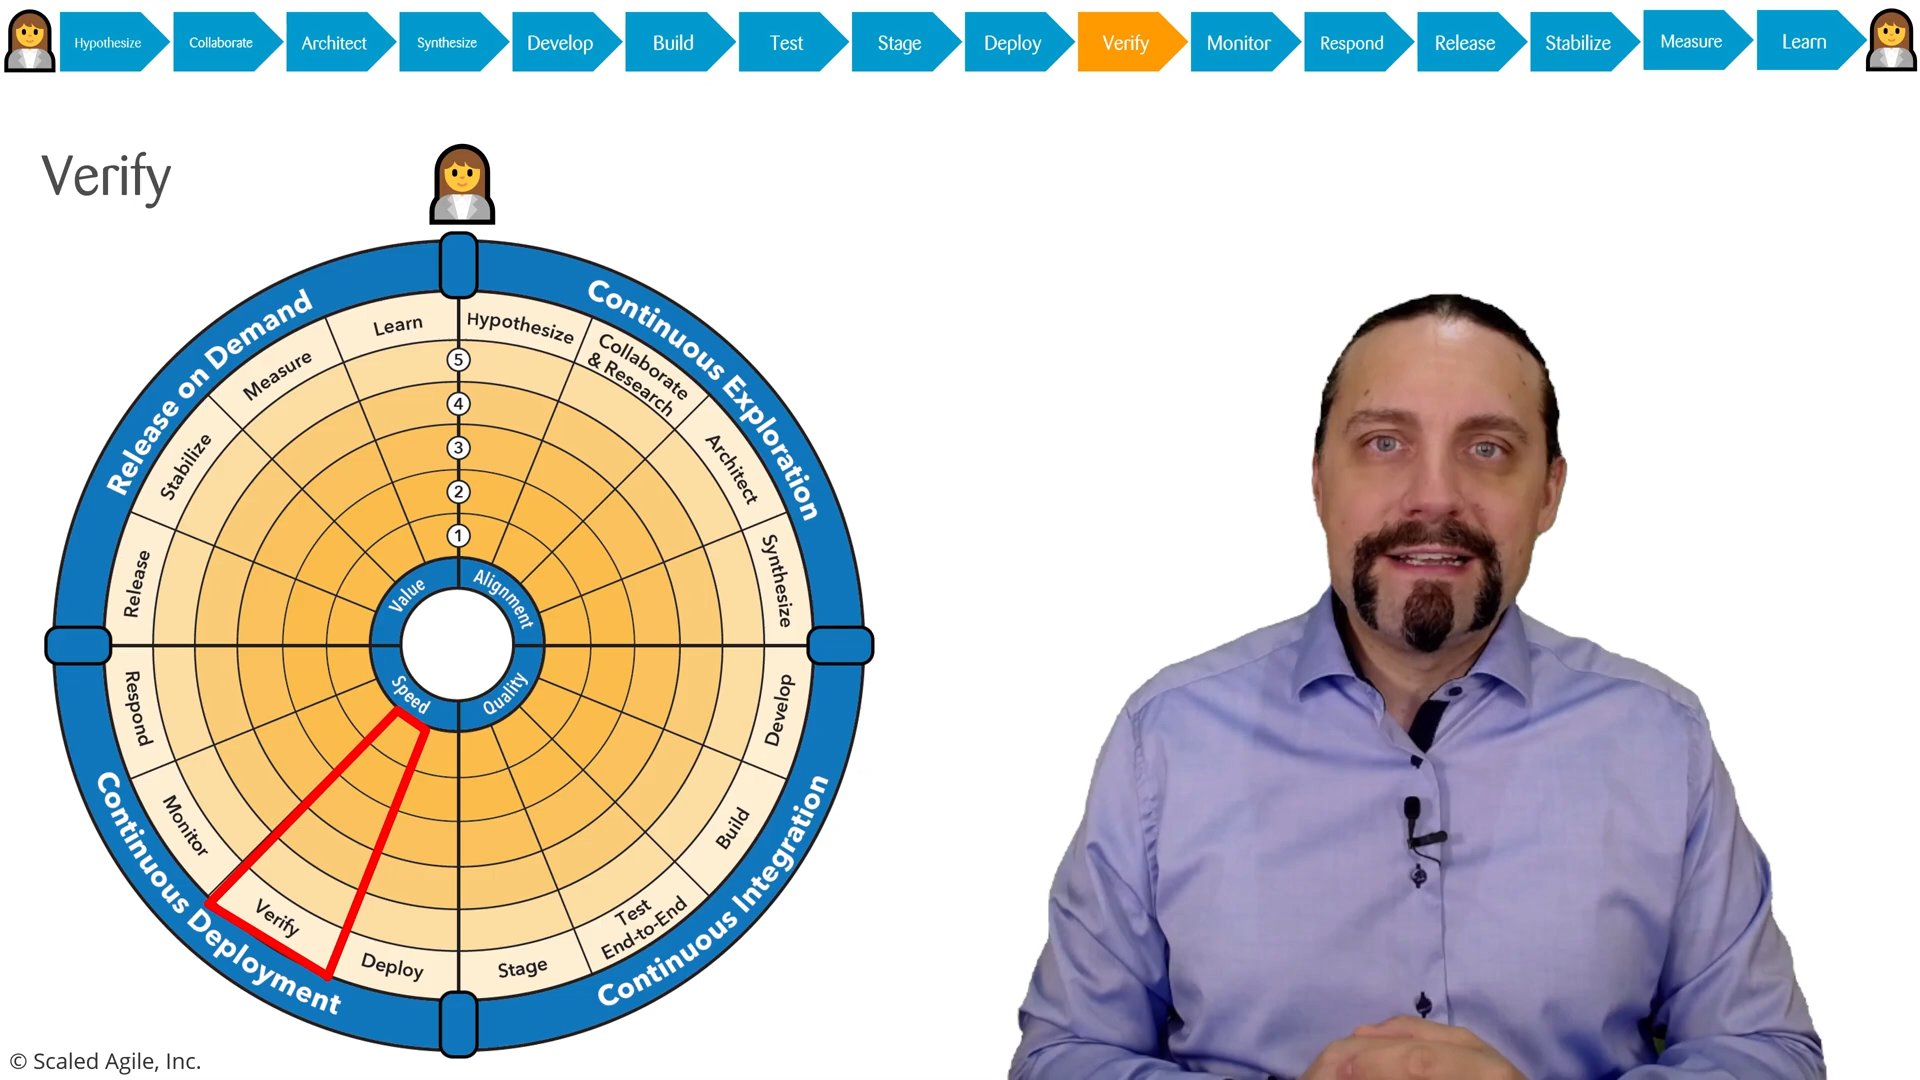 Hypothesize
Collaborate
Architect
Synthesize
Develop
Build
Test
Stage
Deploy
Verify
Monitor
Respond
Release
Stabilize
Measure
Learn
Verify
Continuous Exploration
Hypothesize
Collaborate
& Research
Architect
Synthesize
Continuous Integration
Develop
Build
Test
End-to-End
Stage
Continuous Deployment
Deploy
Verify
Monitor
Respond
Release on Demand
Release
Stabilize
Measure
Learn
5
4
3
2
1
Value
Alignment
Speed
Quality
© Scaled Agile, Inc.